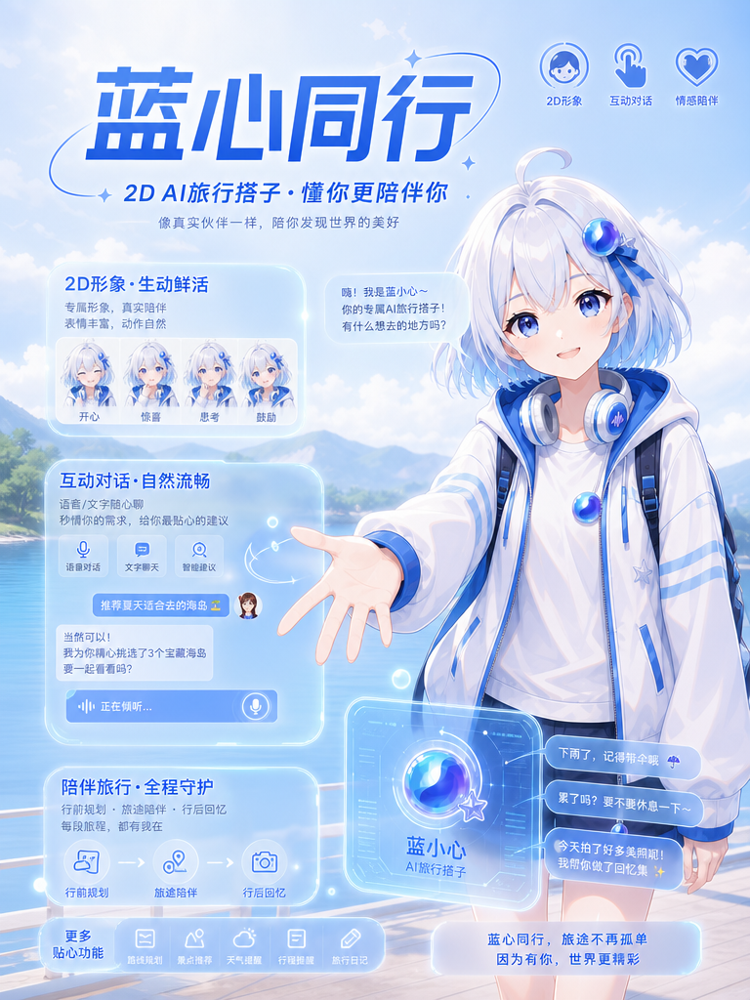 蓝心同行
2D AI旅行搭子·懂你更陪伴你
像真实伙伴一样，陪你发现世界的美好
2D形象
互动对话
情感陪伴
2D形象·生动鲜活
专属形象，真实陪伴
表情丰富，动作自然
开心
惊喜
思考
鼓励
嗨！我是蓝小心～
你的专属AI旅行搭子！
有什么想去的地方吗？
互动对话·自然流畅
语音/文字随心聊
秒懂你的需求，给你最贴心的建议
语音对话
文字聊天
智能建议
推荐夏天适合去的海岛🏝️
当然可以！
我为你精心挑选了3个宝藏海岛
要一起看看吗？
正在倾听...
陪伴旅行·全程守护
行前规划 · 旅途陪伴 · 行后回忆
每段旅程，都有我在
行前规划
旅途陪伴
行后回忆
蓝小心
AI旅行搭子
下雨了，记得带伞哦 ☂️
累了吗？要不要休息一下～
今天拍了好多美照呢！
我帮你做了回忆集 ✨
更多
贴心功能
路线规划
景点推荐
天气提醒
行程提醒
旅行日记
蓝心同行，旅途不再孤单
因为有你，世界更精彩